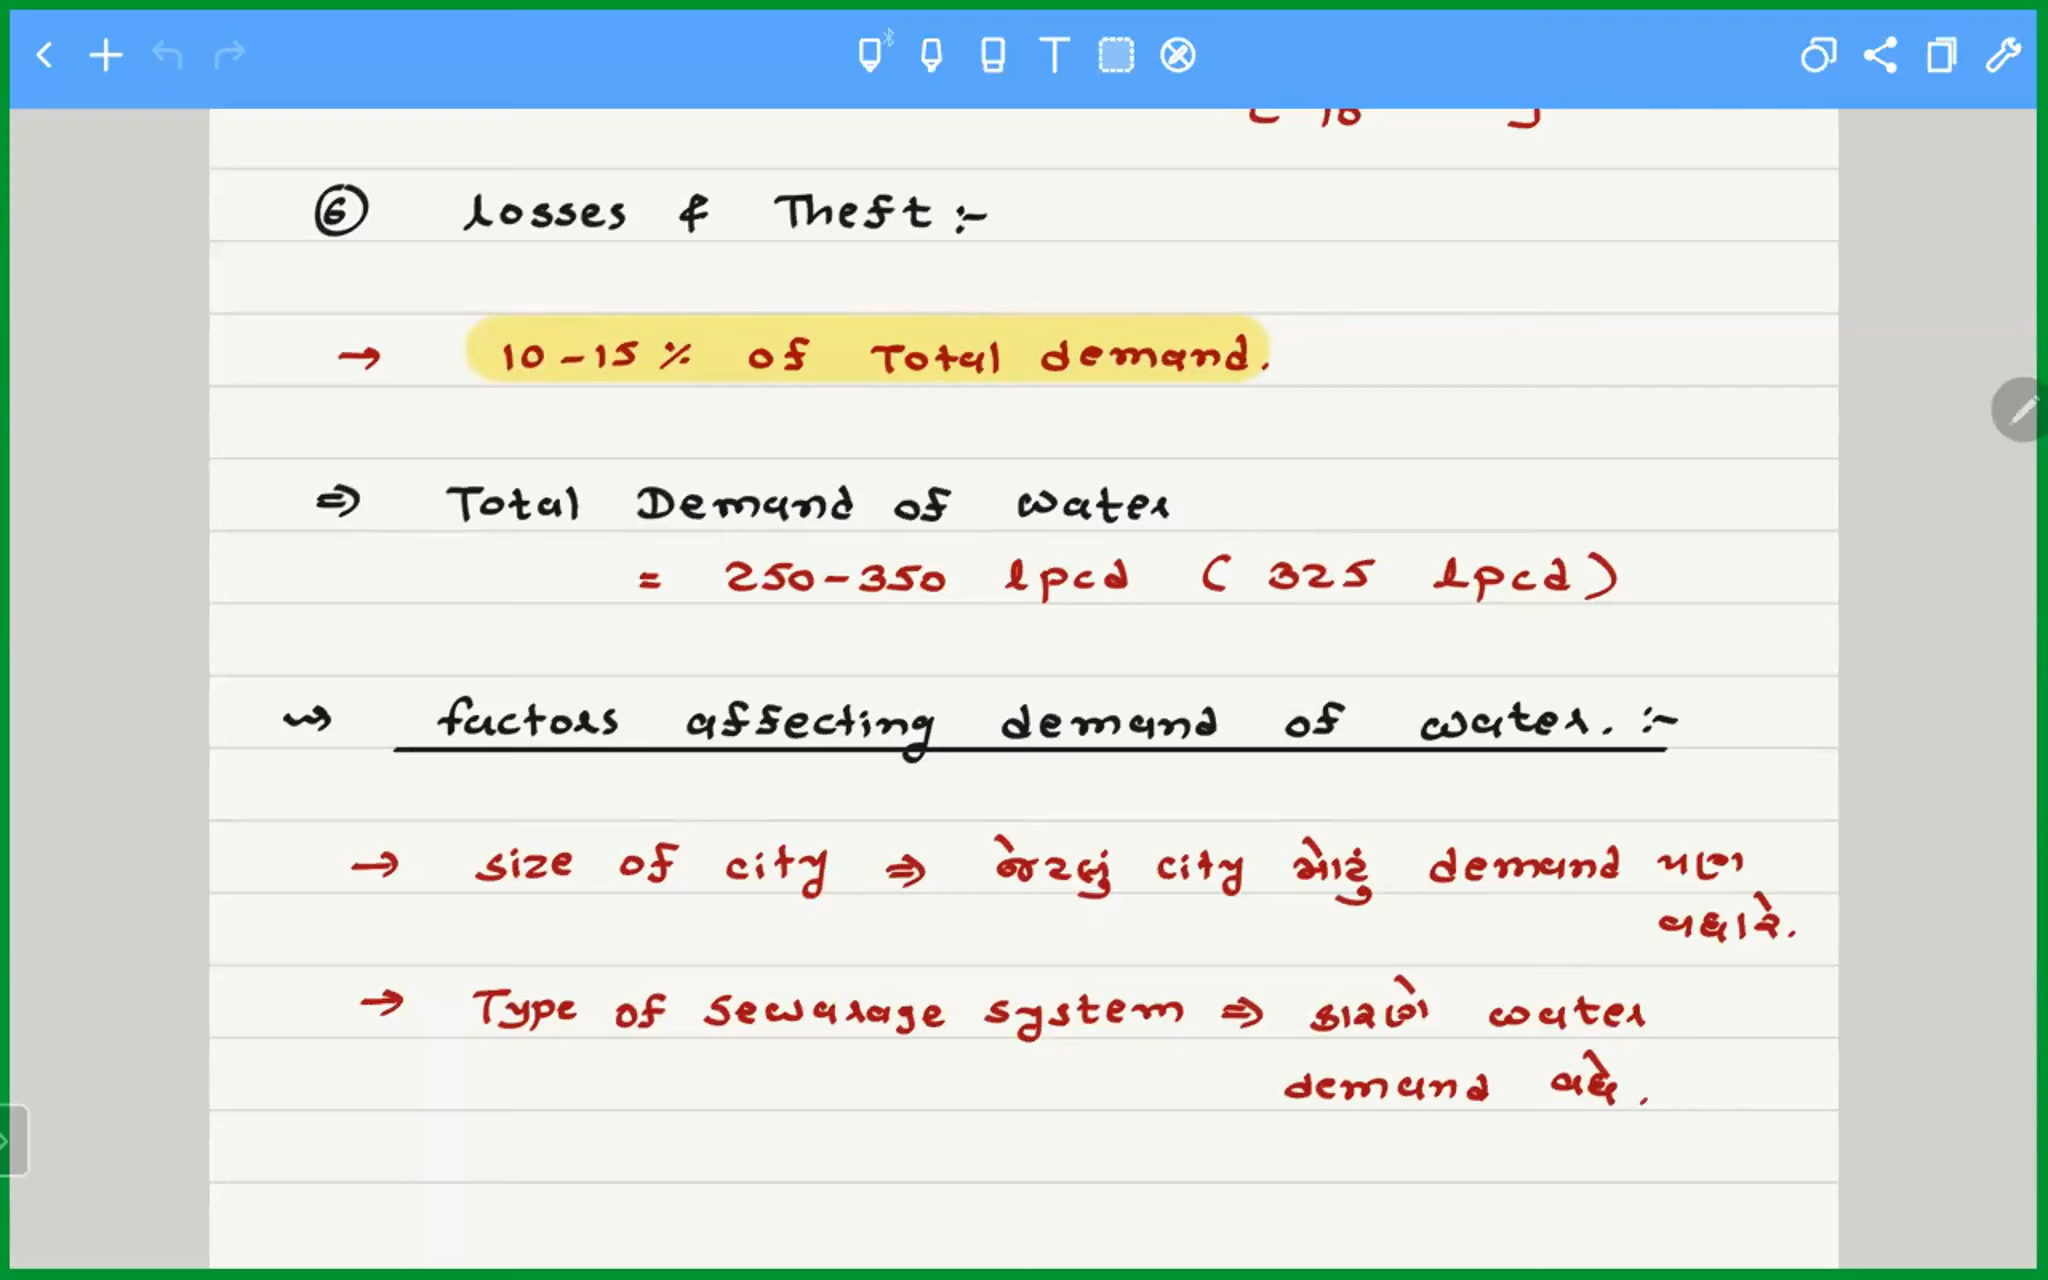 ⑥ Losses & Theft :-
→ 10-15 % of Total demand.
⇒ Total Demand of water
= 250-350 lpcd ( 325 lpcd )
↝ factors affecting demand of water. :-
→ size of city ⇒ જેટલું city મોટું demand પણ
વધારે.
→ Type of sewarage system ⇒ કારણે water
demand વધે.